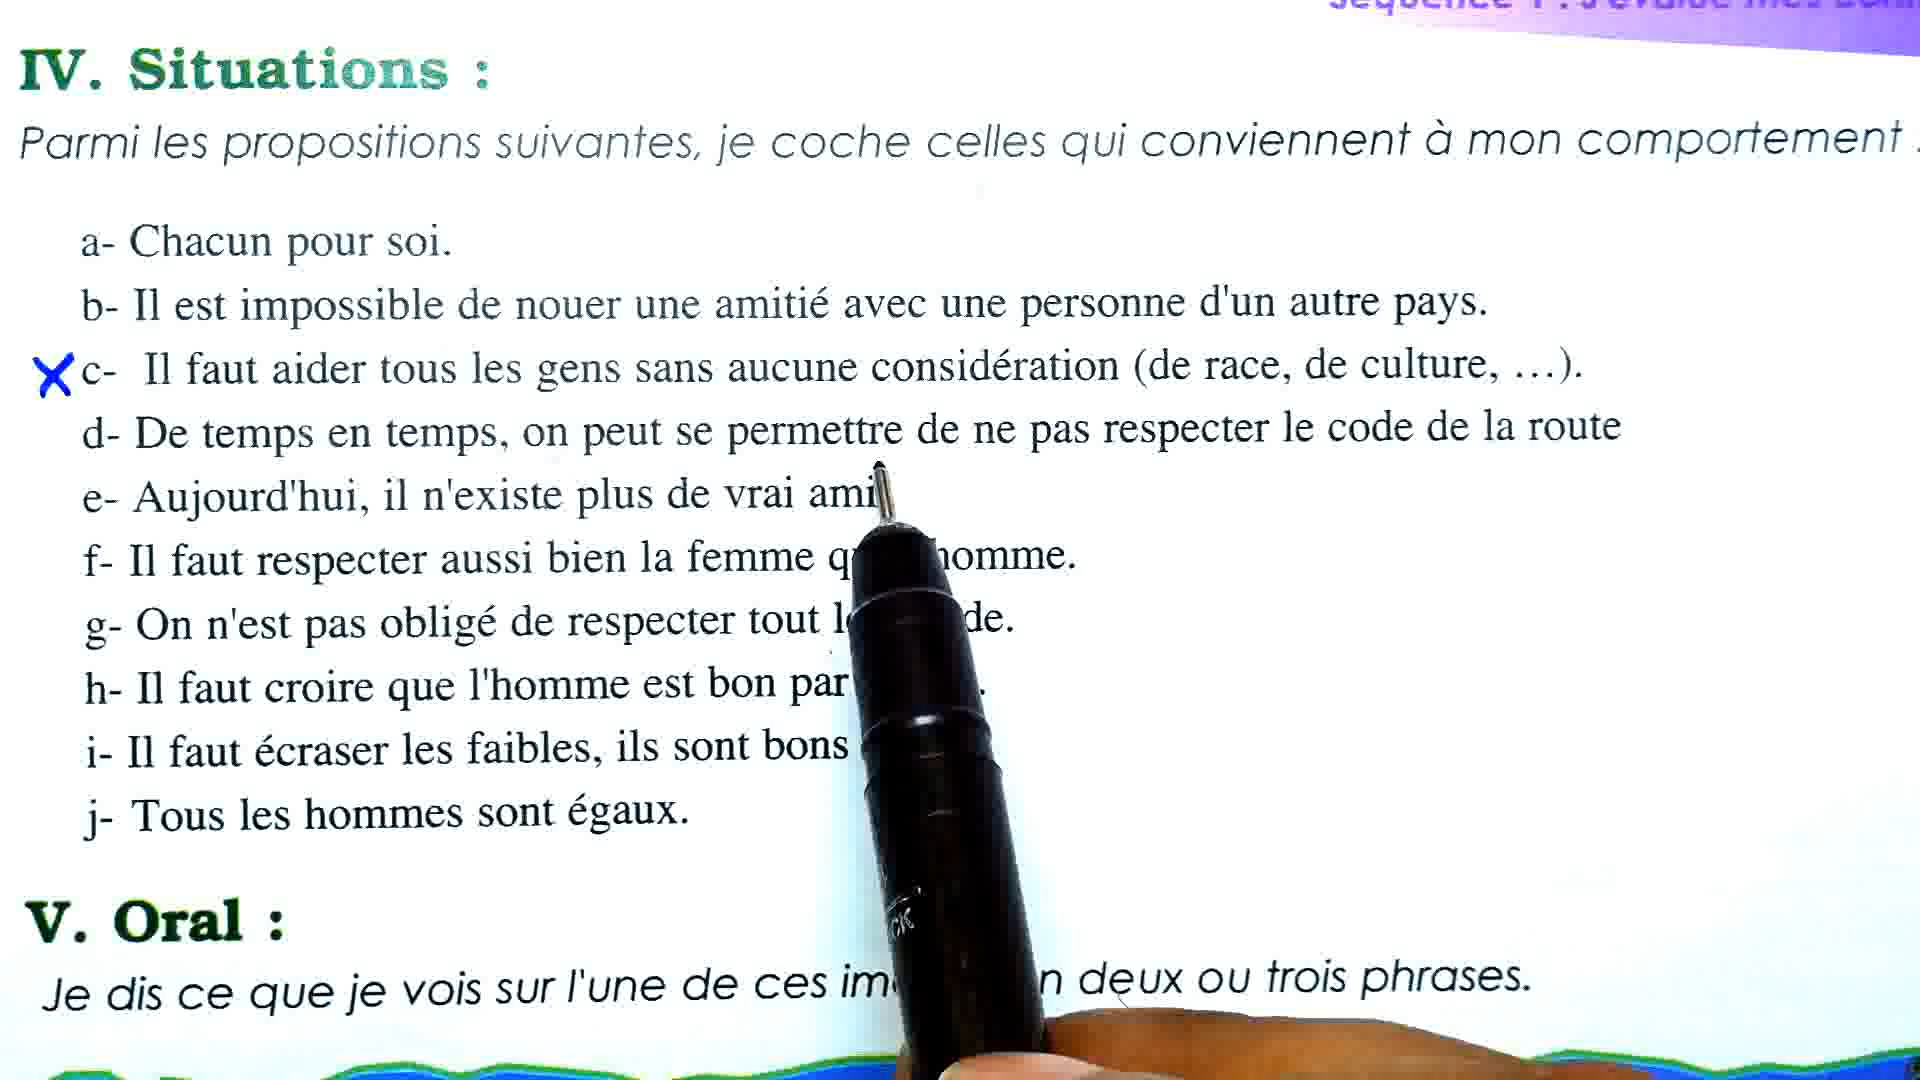 IV. Situations :
Parmi les propositions suivantes, je coche celles qui conviennent à mon comportement :
a- Chacun pour soi.
b- Il est impossible de nouer une amitié avec une personne d'un autre pays.
X c- Il faut aider tous les gens sans aucune considération (de race, de culture, …).
d- De temps en temps, on peut se permettre de ne pas respecter le code de la route
e- Aujourd'hui, il n'existe plus de vrai ami
f- Il faut respecter aussi bien la femme homme.
g- On n'est pas obligé de respecter tout
h- Il faut croire que l'homme est bon par
i- Il faut écraser les faibles, ils sont bons
j- Tous les hommes sont égaux.
V. Oral :
Je dis ce que je vois sur l'une de ces deux ou trois phrases.